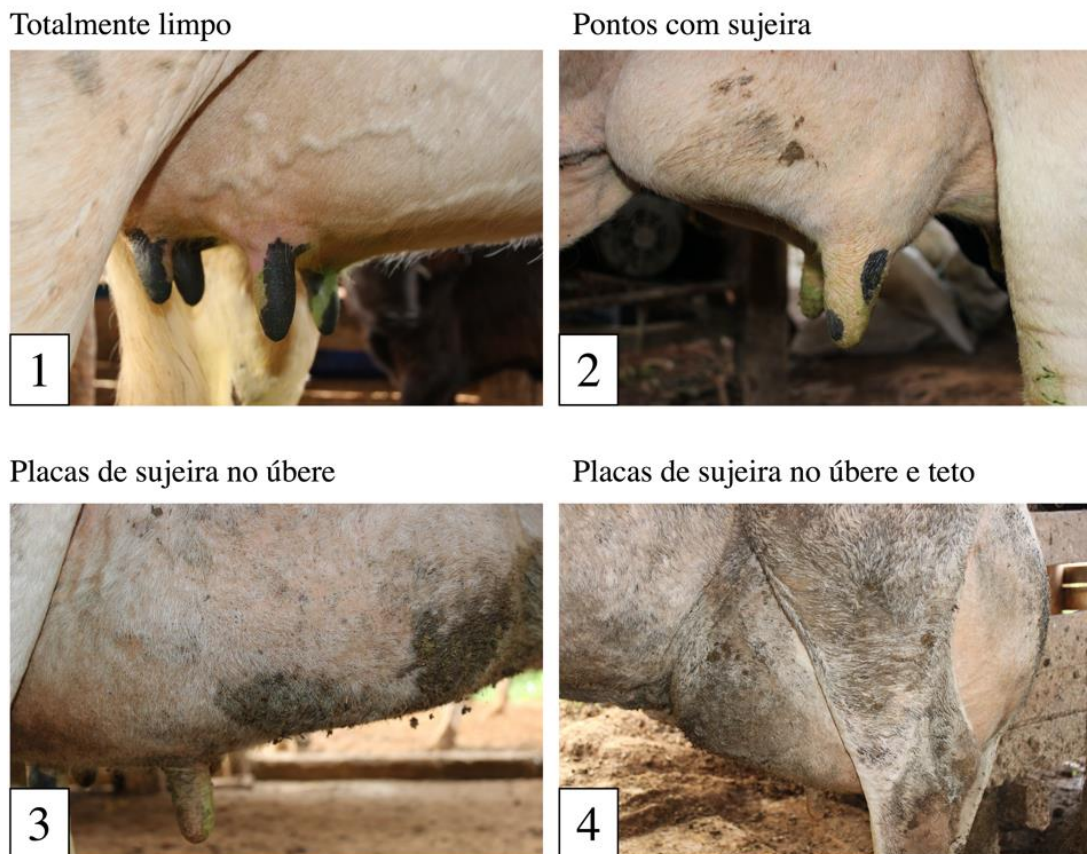 Totalmente limpo
Pontos com sujeira
1
2
Placas de sujeira no úbere
Placas de sujeira no úbere e teto
3
4